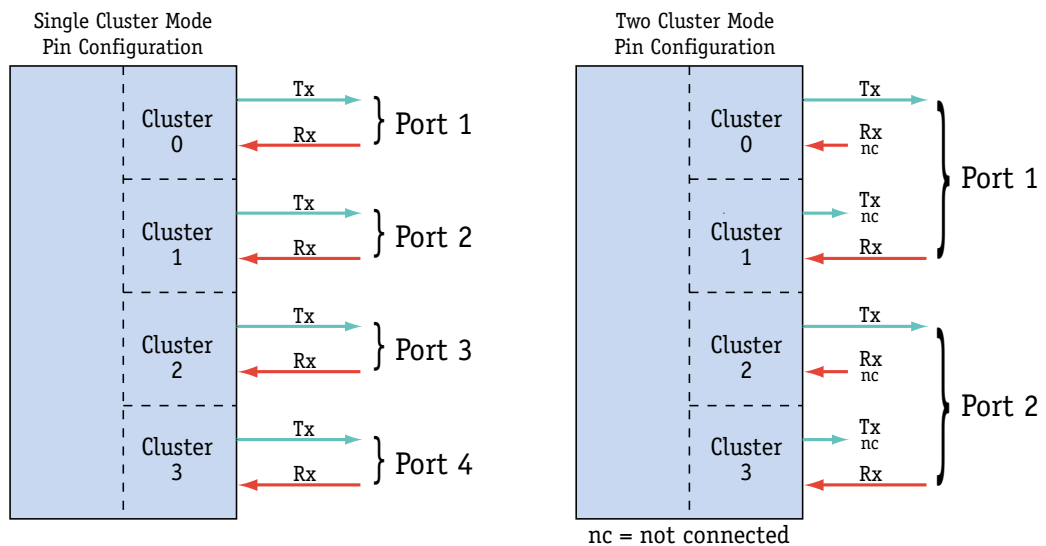 Single Cluster Mode
Pin Configuration
Cluster
0
Tx
Rx
Port 1
Cluster
1
Tx
Rx
Port 2
Cluster
2
Tx
Rx
Port 3
Cluster
3
Tx
Rx
Port 4
Two Cluster Mode
Pin Configuration
Cluster
0
Tx
Rx
nc
Cluster
1
Tx
nc
Rx
Port 1
Cluster
2
Tx
Rx
nc
Cluster
3
Tx
nc
Rx
Port 2
nc = not connected